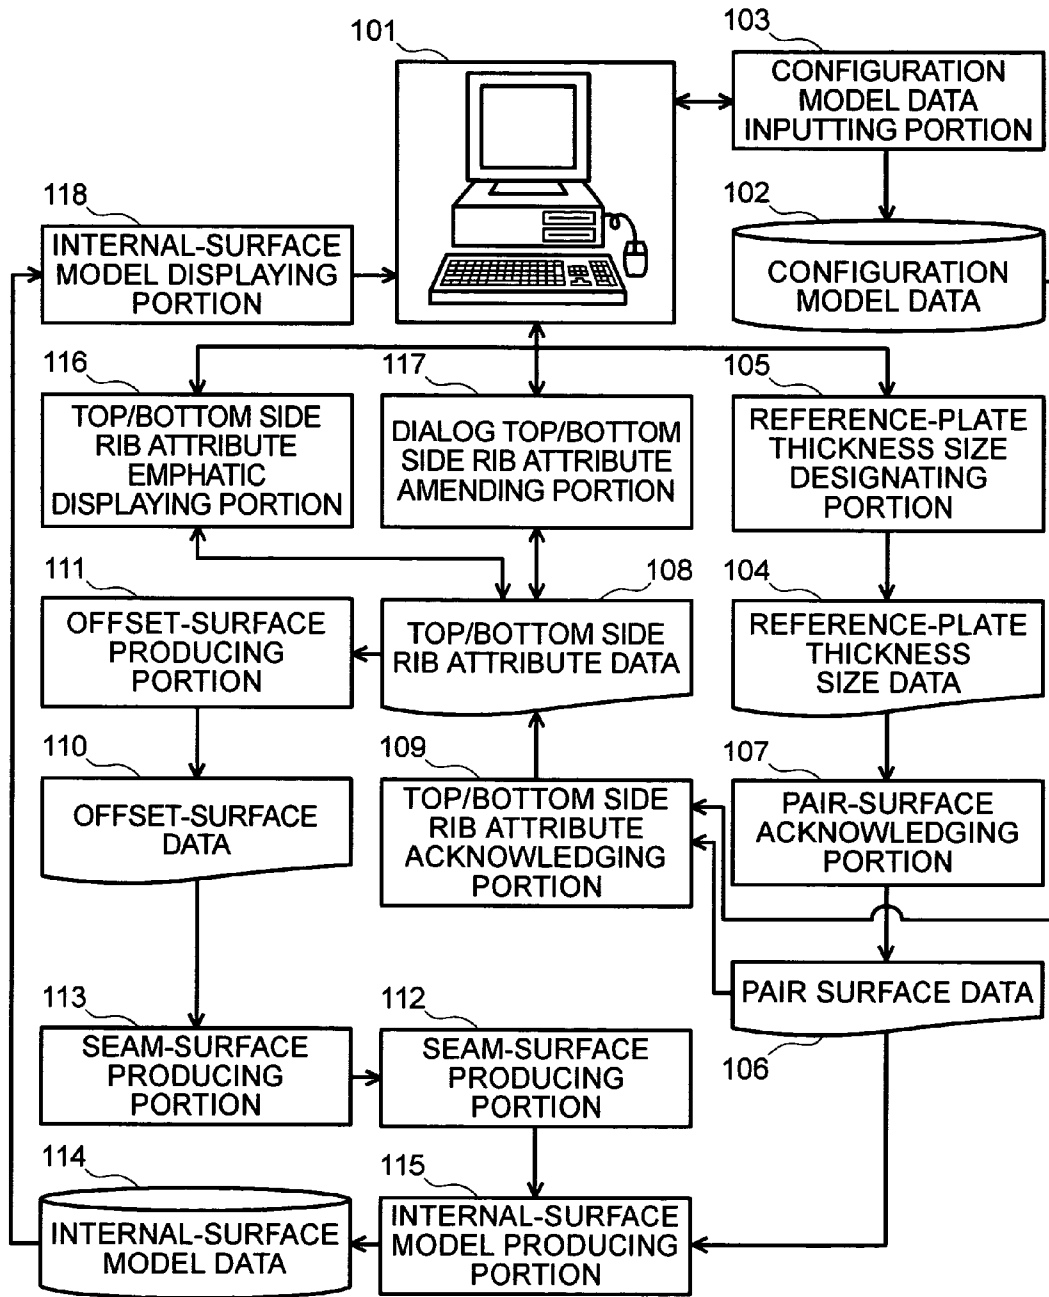 101
103
CONFIGURATION
MODEL DATA
INPUTTING PORTION
118
INTERNAL-SURFACE
MODEL DISPLAYING
PORTION
102
CONFIGURATION
MODEL DATA
116
TOP/BOTTOM SIDE
RIB ATTRIBUTE
EMPHATIC
DISPLAYING PORTION
117
DIALOG TOP/BOTTOM
SIDE RIB ATTRIBUTE
AMENDING PORTION
105
REFERENCE-PLATE
THICKNESS SIZE
DESIGNATING
PORTION
111
OFFSET-SURFACE
PRODUCING
PORTION
108
TOP/BOTTOM SIDE
RIB ATTRIBUTE DATA
104
REFERENCE-PLATE
THICKNESS
SIZE DATA
110
OFFSET-SURFACE
DATA
109
TOP/BOTTOM SIDE
RIB ATTRIBUTE
ACKNOWLEDGING
PORTION
107
PAIR-SURFACE
ACKNOWLEDGING
PORTION
PAIR SURFACE DATA
106
113
SEAM-SURFACE
PRODUCING
PORTION
112
SEAM-SURFACE
PRODUCING
PORTION
114
INTERNAL-SURFACE
MODEL DATA
115
INTERNAL-SURFACE
MODEL PRODUCING
PORTION